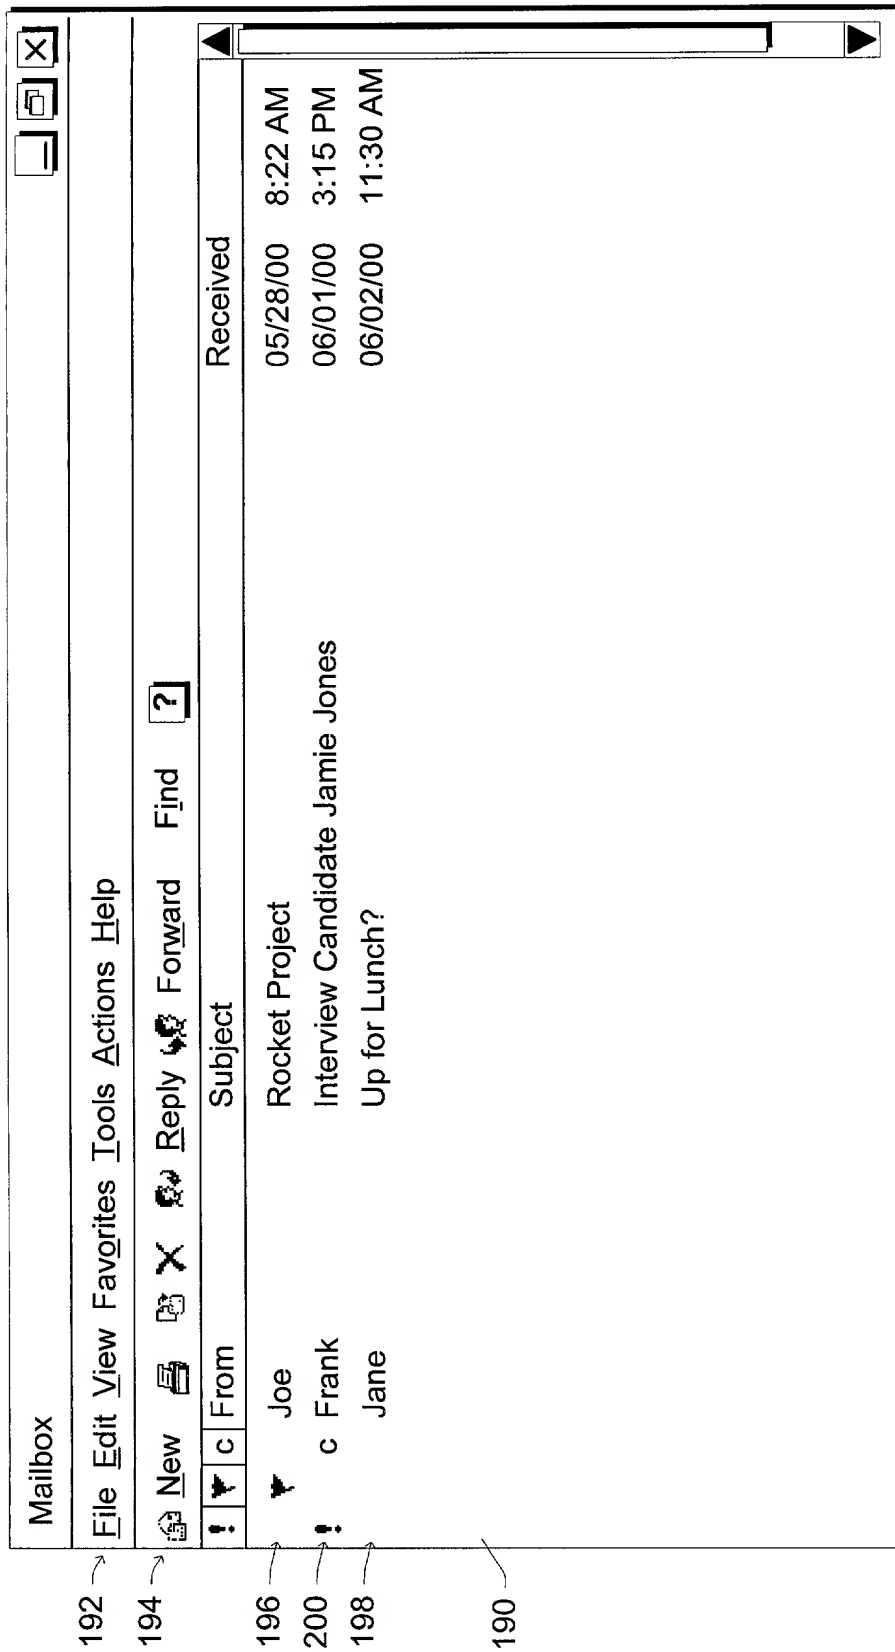 Mailbox
192 File Edit View Favorites Tools Actions Help
194 New Reply Forward Find ?
! c From Subject Received
196 Joe Rocket Project 05/28/00 8:22 AM
200 ! c Frank Interview Candidate Jamie Jones 06/01/00 3:15 PM
198 Jane Up for Lunch? 06/02/00 11:30 AM
190